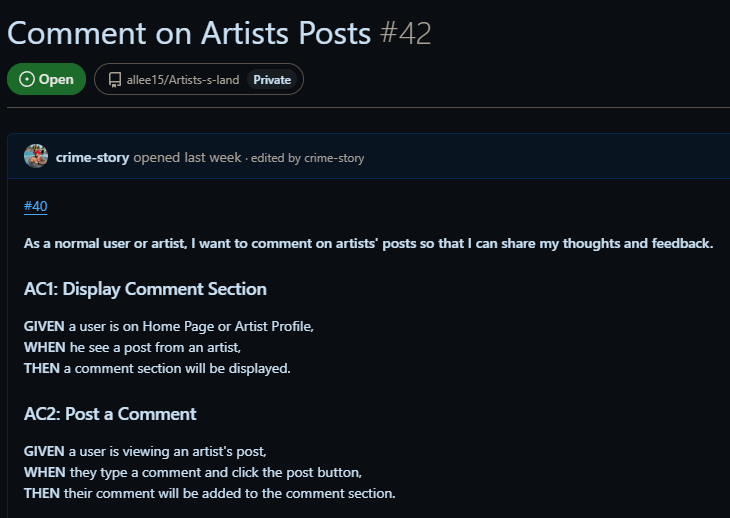 Comment on Artists Posts #42
Open allee15/Artists-s-land Private
crime-story opened last week · edited by crime-story
#40
As a normal user or artist, I want to comment on artists' posts so that I can share my thoughts and feedback.
AC1: Display Comment Section
GIVEN a user is on Home Page or Artist Profile,
WHEN he see a post from an artist,
THEN a comment section will be displayed.
AC2: Post a Comment
GIVEN a user is viewing an artist's post,
WHEN they type a comment and click the post button,
THEN their comment will be added to the comment section.